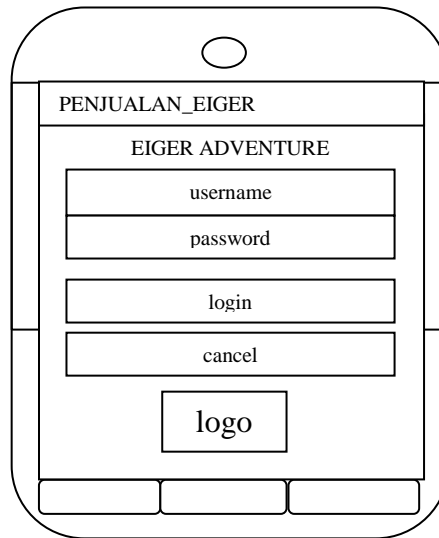 PENJUALAN_EIGER
EIGER ADVENTURE
username
password
login
cancel
logo